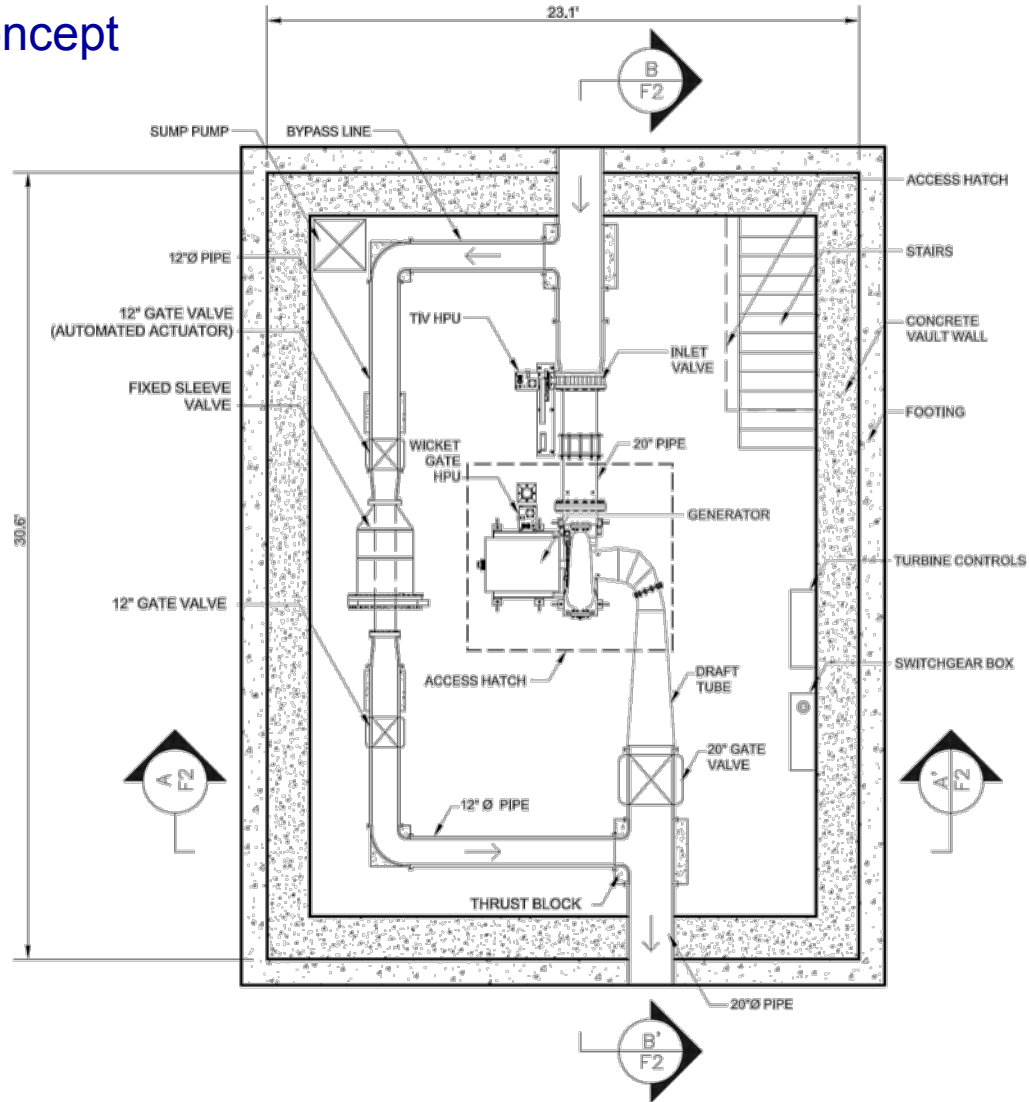 oncept
23.1'
B
F2
SUMP PUMP
BYPASS LINE
ACCESS HATCH
12"Ø PIPE
STAIRS
12" GATE VALVE
(AUTOMATED ACTUATOR)
TIV HPU
CONCRETE
VAULT WALL
INLET
VALVE
FIXED SLEEVE
VALVE
FOOTING
WICKET
GATE
HPU
20" PIPE
GENERATOR
30.6'
TURBINE CONTROLS
12" GATE VALVE
SWITCHGEAR BOX
ACCESS HATCH
DRAFT
TUBE
20" GATE
VALVE
A
F2
A'
F2
12" Ø PIPE
THRUST BLOCK
20"Ø PIPE
B'
F2